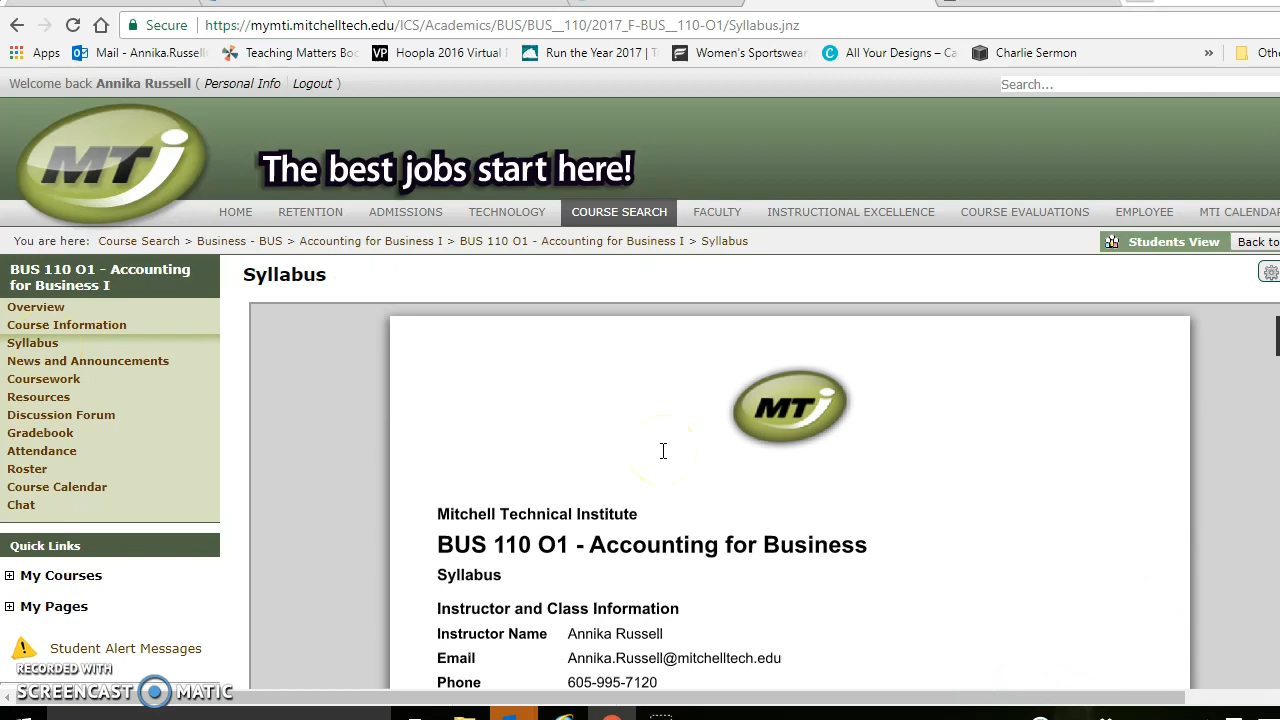 Secure https://mymti.mitchelltech.edu/ICS/Academics/BUS/BUS__110/2017_F-BUS__110-O1/Syllabus.jnz
Apps Mail - Annika.Russell Teaching Matters Boo VP Hoopla 2016 Virtual Run the Year 2017 | T Women's Sportswear C All Your Designs – Ca Charlie Sermon » Othe
Welcome back Annika Russell ( Personal Info Logout ) Search...
MTi
The best jobs start here!
HOME RETENTION ADMISSIONS TECHNOLOGY COURSE SEARCH FACULTY INSTRUCTIONAL EXCELLENCE COURSE EVALUATIONS EMPLOYEE MTI CALENDAR
You are here: Course Search > Business - BUS > Accounting for Business I > BUS 110 O1 - Accounting for Business I > Syllabus Students View Back to
BUS 110 O1 - Accounting
for Business I
Overview
Course Information
Syllabus
News and Announcements
Coursework
Resources
Discussion Forum
Gradebook
Attendance
Roster
Course Calendar
Chat
Quick Links
My Courses
My Pages
Student Alert Messages
RECORDED WITH
SCREENCAST MATIC
Syllabus
MTi
Mitchell Technical Institute
BUS 110 O1 - Accounting for Business
Syllabus
Instructor and Class Information
Instructor Name Annika Russell
Email Annika.Russell@mitchelltech.edu
Phone 605-995-7120